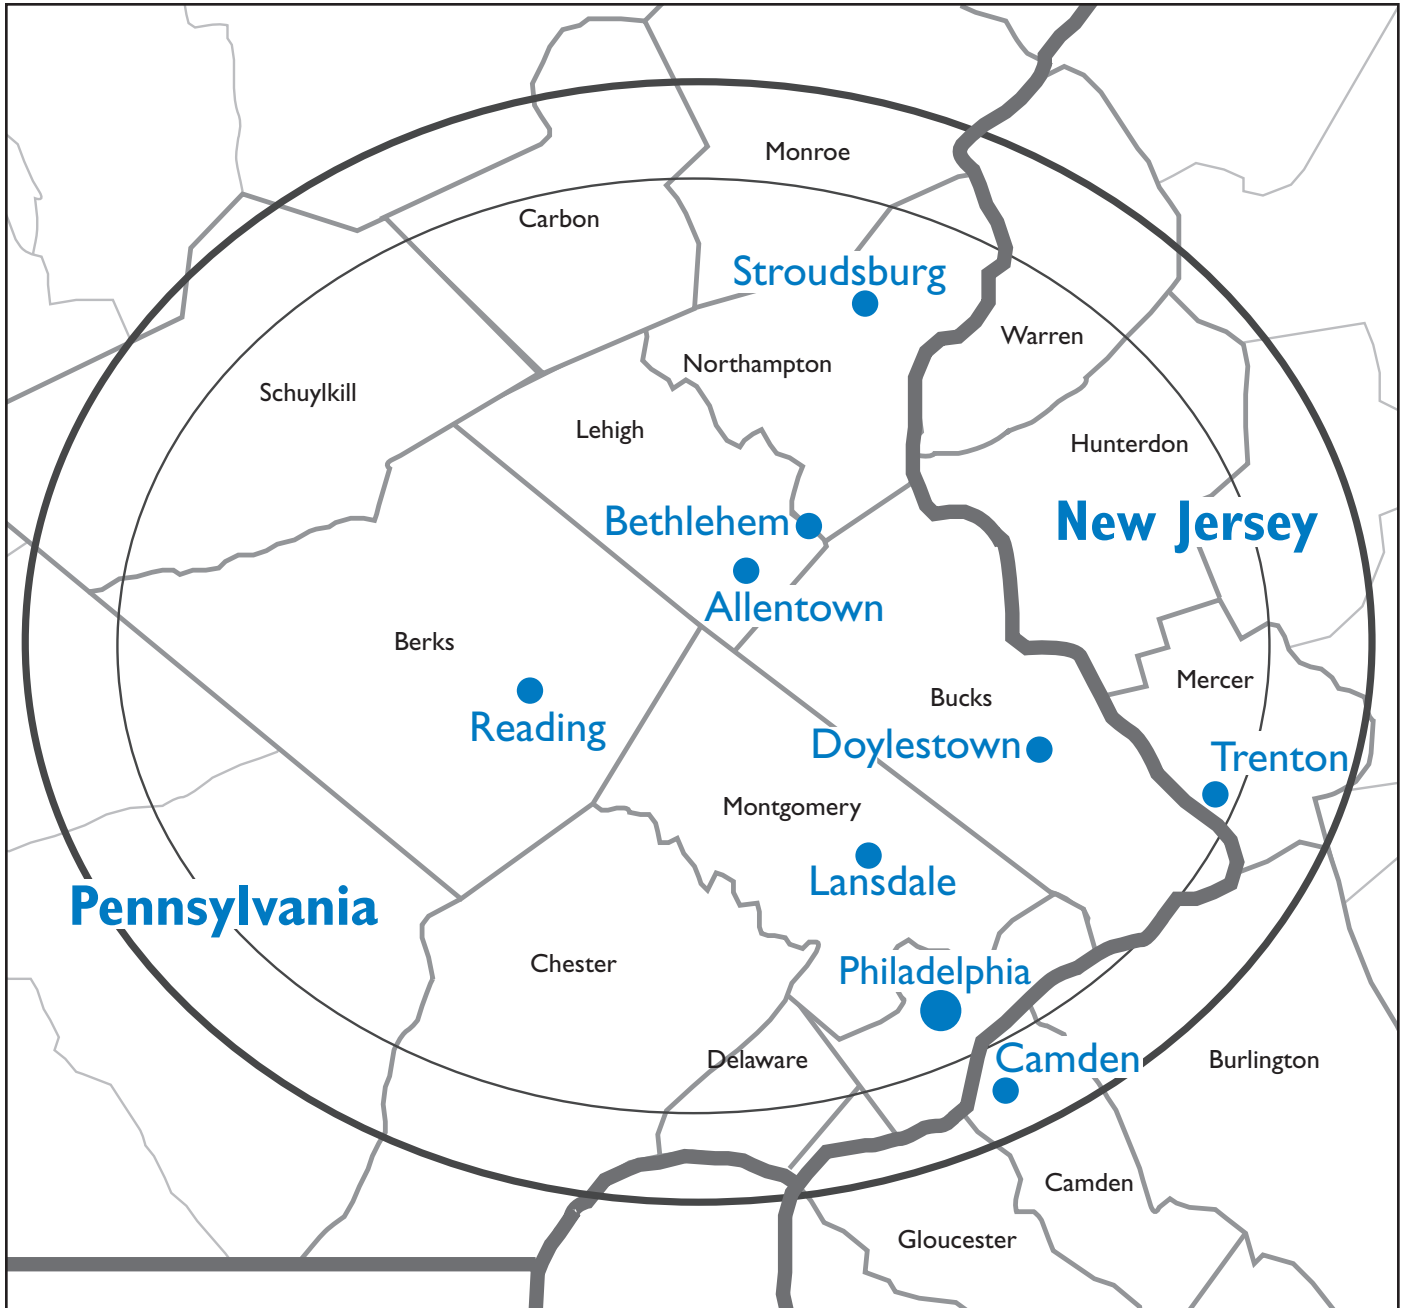 Monroe
Carbon
Stroudsburg
Warren
Northampton
Schuylkill
Lehigh
Hunterdon
Bethlehem
New Jersey
Allentown
Berks
Mercer
Bucks
Reading
Doylestown
Trenton
Montgomery
Lansdale
Pennsylvania
Chester
Philadelphia
Delaware
Camden
Burlington
Camden
Gloucester